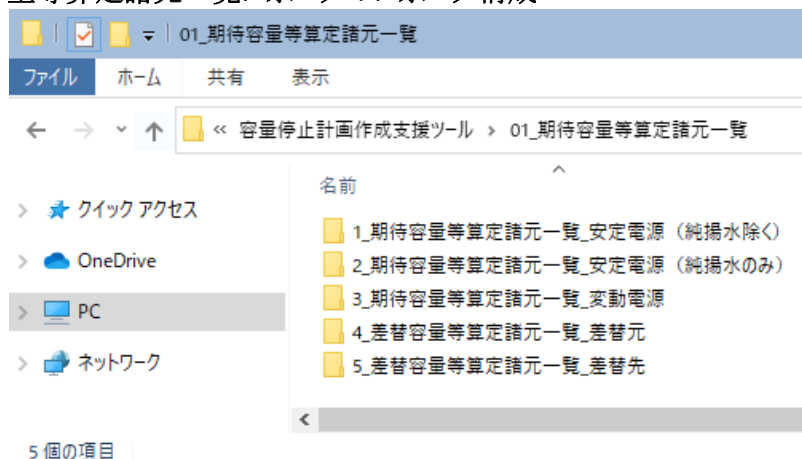 01_期待容量等算定諸元一覧
ファイル ホーム 共有 表示
« 容量停止計画作成支援ツール › 01_期待容量等算定諸元一覧
名前
クイック アクセス
OneDrive
PC
ネットワーク
1_期待容量等算定諸元一覧_安定電源（純揚水除く）
2_期待容量等算定諸元一覧_安定電源（純揚水のみ）
3_期待容量等算定諸元一覧_変動電源
4_差替容量等算定諸元一覧_差替元
5_差替容量等算定諸元一覧_差替先
5 個の項目